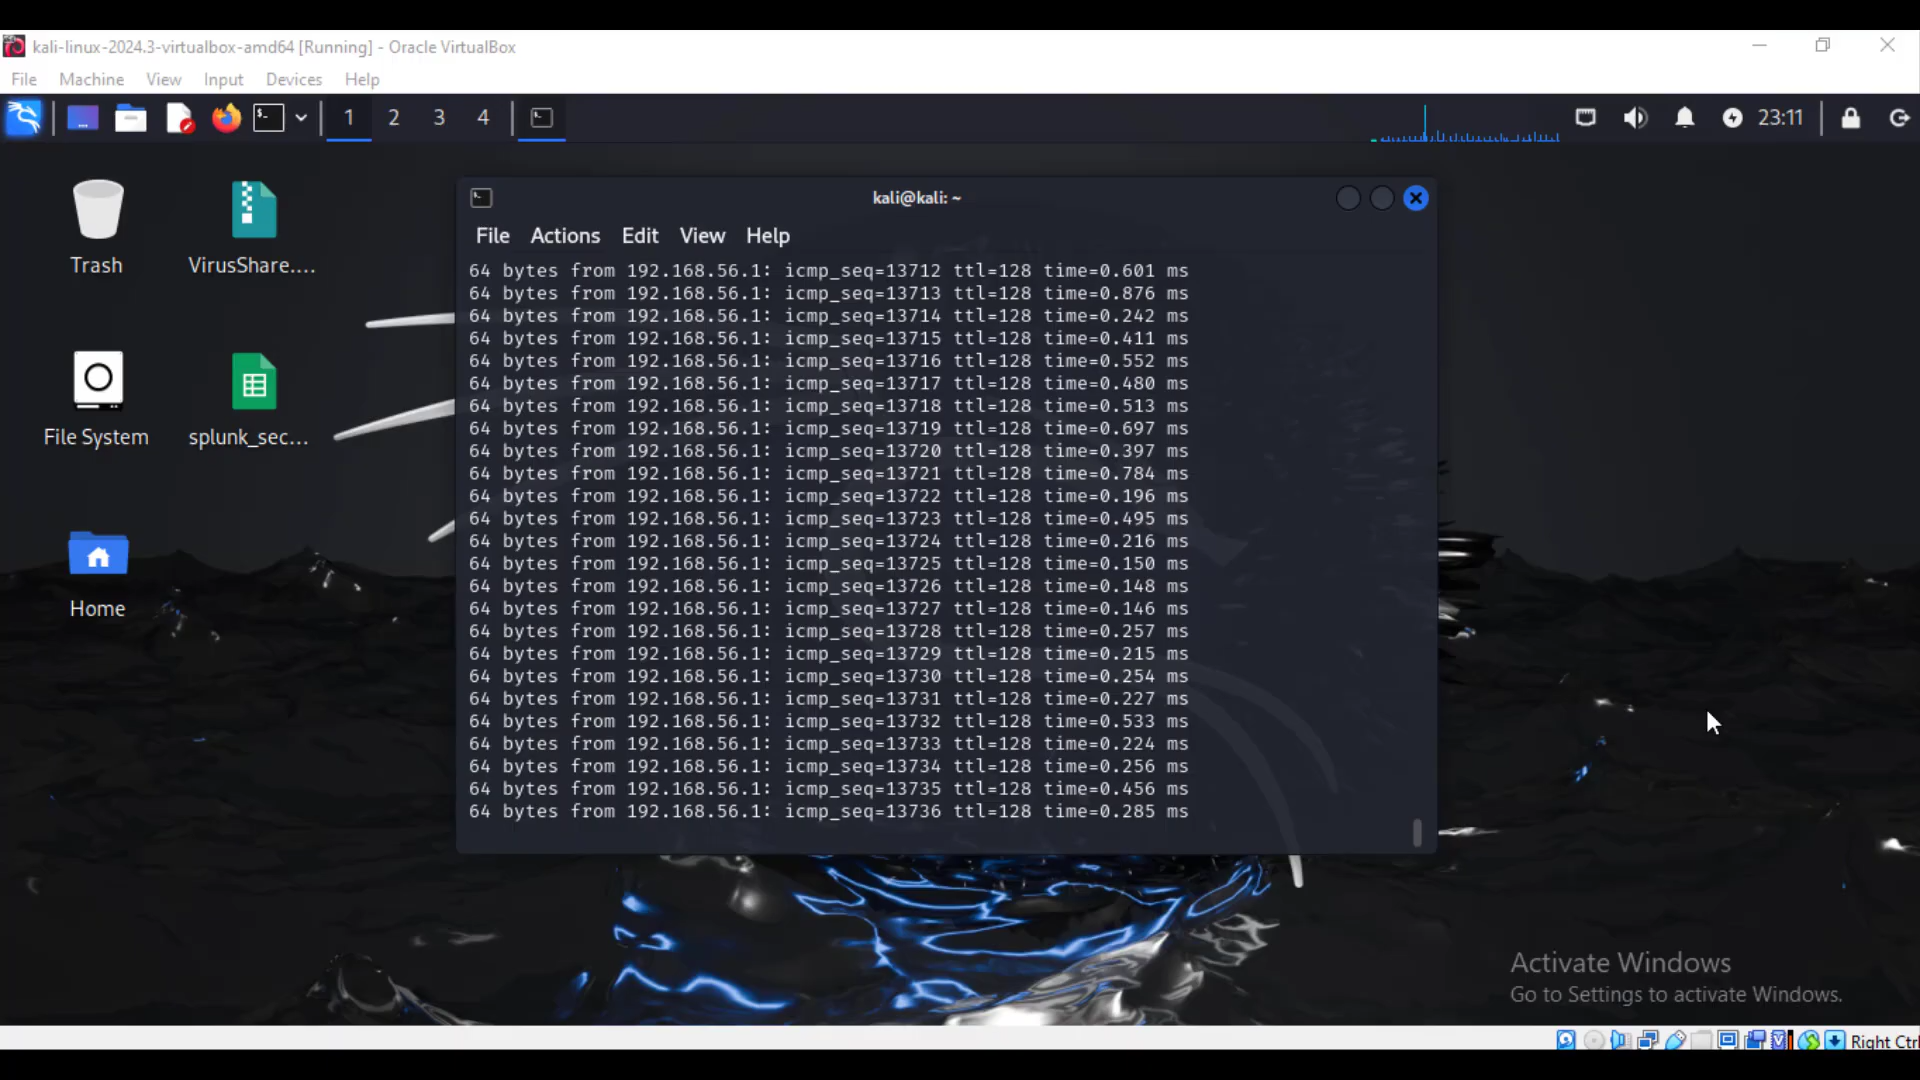 kali-linux-2024.3-virtualbox-amd64 [Running] - Oracle VirtualBox
File Machine View Input Devices Help
1 2 3 4 23:11
kali@kali: ~
File Actions Edit View Help
64 bytes from 192.168.56.1: icmp_seq=13712 ttl=128 time=0.601 ms
64 bytes from 192.168.56.1: icmp_seq=13713 ttl=128 time=0.876 ms
64 bytes from 192.168.56.1: icmp_seq=13714 ttl=128 time=0.242 ms
64 bytes from 192.168.56.1: icmp_seq=13715 ttl=128 time=0.411 ms
64 bytes from 192.168.56.1: icmp_seq=13716 ttl=128 time=0.552 ms
64 bytes from 192.168.56.1: icmp_seq=13717 ttl=128 time=0.480 ms
64 bytes from 192.168.56.1: icmp_seq=13718 ttl=128 time=0.513 ms
64 bytes from 192.168.56.1: icmp_seq=13719 ttl=128 time=0.697 ms
64 bytes from 192.168.56.1: icmp_seq=13720 ttl=128 time=0.397 ms
64 bytes from 192.168.56.1: icmp_seq=13721 ttl=128 time=0.784 ms
64 bytes from 192.168.56.1: icmp_seq=13722 ttl=128 time=0.196 ms
64 bytes from 192.168.56.1: icmp_seq=13723 ttl=128 time=0.495 ms
64 bytes from 192.168.56.1: icmp_seq=13724 ttl=128 time=0.216 ms
64 bytes from 192.168.56.1: icmp_seq=13725 ttl=128 time=0.150 ms
64 bytes from 192.168.56.1: icmp_seq=13726 ttl=128 time=0.148 ms
64 bytes from 192.168.56.1: icmp_seq=13727 ttl=128 time=0.146 ms
64 bytes from 192.168.56.1: icmp_seq=13728 ttl=128 time=0.257 ms
64 bytes from 192.168.56.1: icmp_seq=13729 ttl=128 time=0.215 ms
64 bytes from 192.168.56.1: icmp_seq=13730 ttl=128 time=0.254 ms
64 bytes from 192.168.56.1: icmp_seq=13731 ttl=128 time=0.227 ms
64 bytes from 192.168.56.1: icmp_seq=13732 ttl=128 time=0.533 ms
64 bytes from 192.168.56.1: icmp_seq=13733 ttl=128 time=0.224 ms
64 bytes from 192.168.56.1: icmp_seq=13734 ttl=128 time=0.256 ms
64 bytes from 192.168.56.1: icmp_seq=13735 ttl=128 time=0.456 ms
64 bytes from 192.168.56.1: icmp_seq=13736 ttl=128 time=0.285 ms
Trash VirusShare....
File System splunk_sec...
Home
Activate Windows
Go to Settings to activate Windows.
Right Ctrl